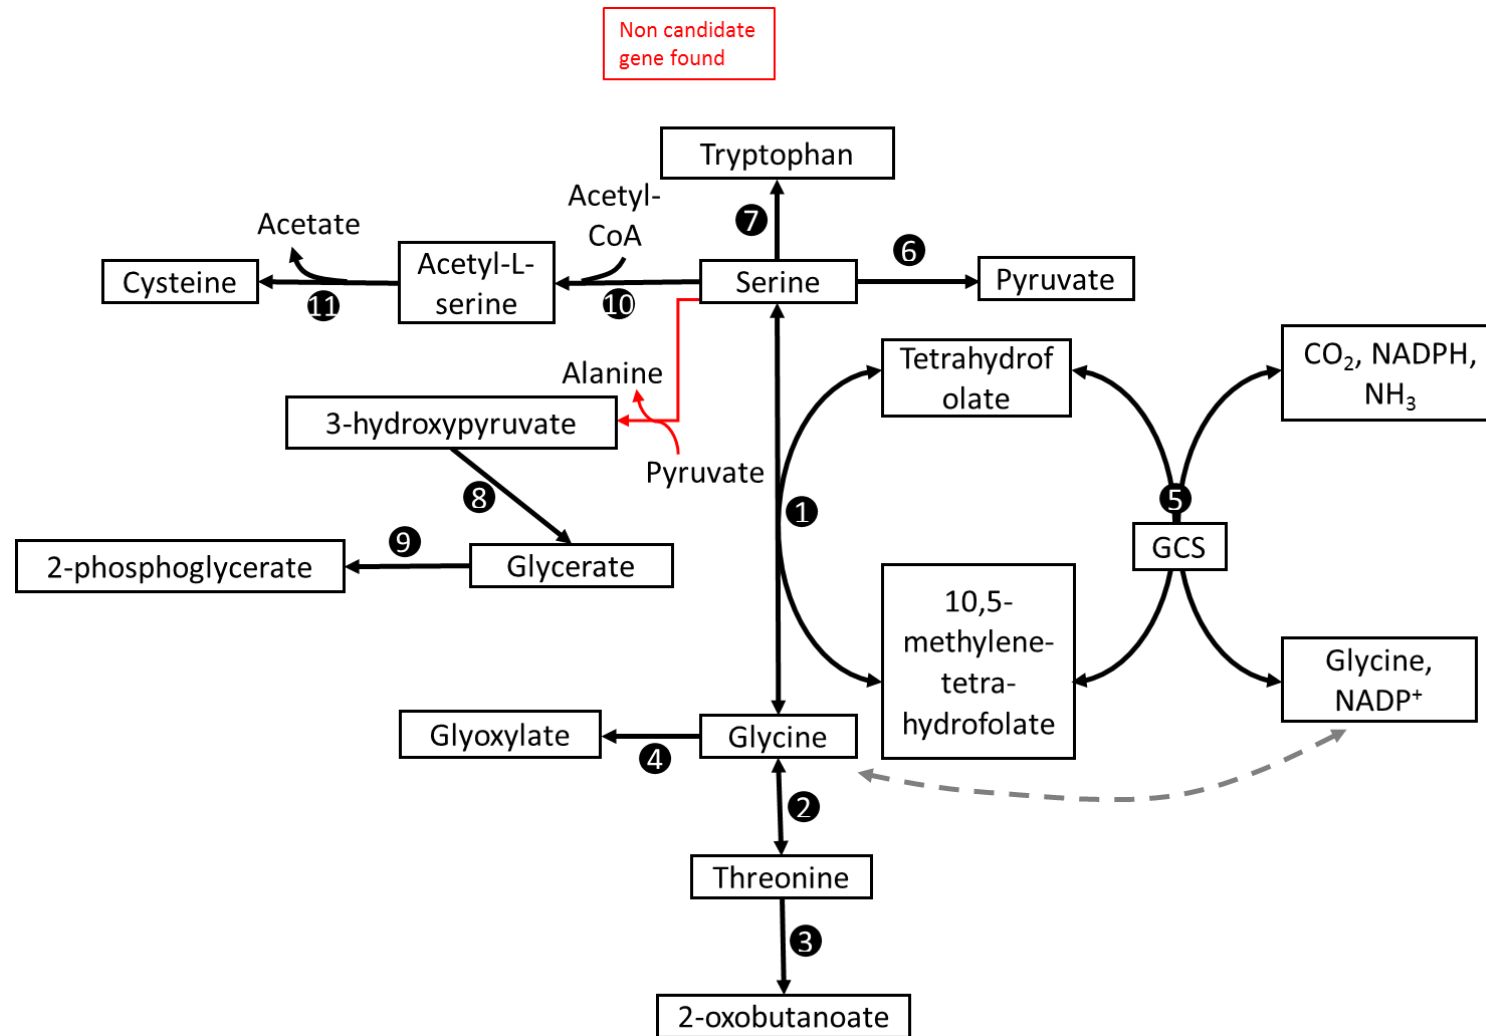 Non candidate
gene found
Tryptophan
Acetyl-
CoA
7
6
Acetate
Cysteine
11
Acetyl-L-
serine
10
Serine
Pyruvate
Alanine
3-hydroxypyruvate
Pyruvate
8
Tetrahydrof
olate
CO₂, NADPH,
NH₃
1
5
GCS
9
2-phosphoglycerate
Glycerate
10,5-
methylene-
tetra-
hydrofolate
Glycine,
NADP⁺
Glyoxylate
4
Glycine
2
Threonine
3
2-oxobutanoate